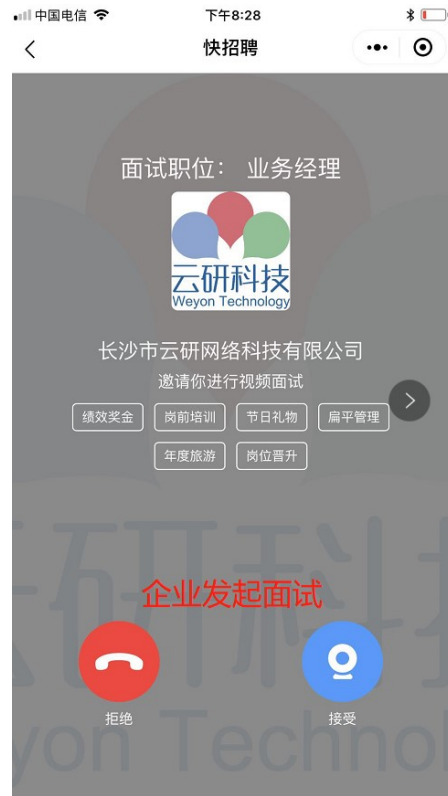 中国电信 下午8:28
快招聘
面试职位： 业务经理
云研科技
Weyon Technology
长沙市云研网络科技有限公司
邀请你进行视频面试
绩效奖金 岗前培训 节日礼物 扁平管理
年度旅游 岗位晋升
企业发起面试
拒绝 接受